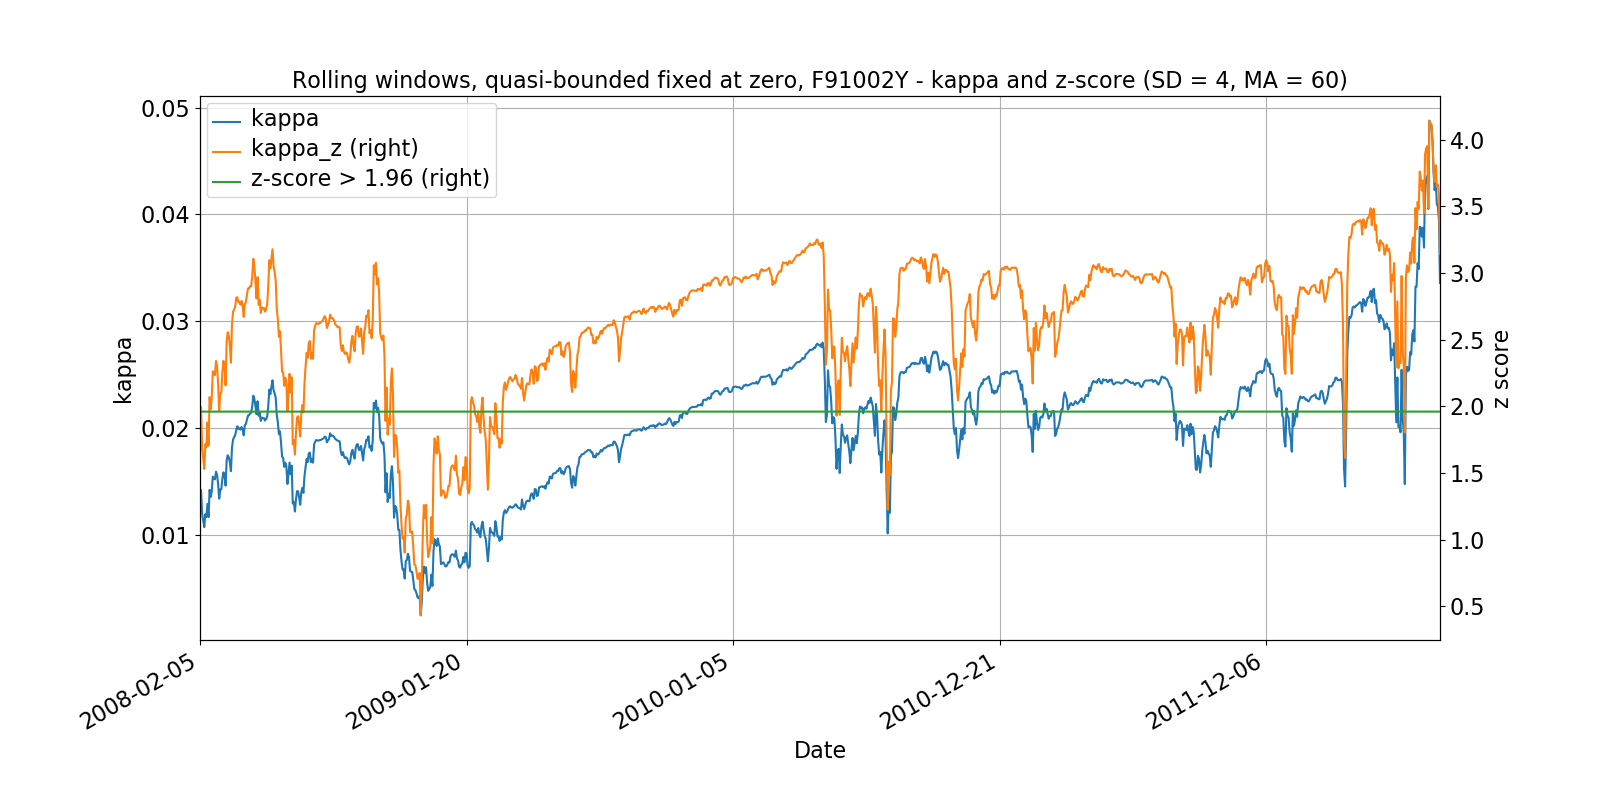 Rolling windows, quasi-bounded fixed at zero, F91002Y - kappa and z-score (SD = 4, MA = 60)
kappa
kappa_z (right)
z-score > 1.96 (right)
0.05
0.04
0.03
0.02
0.01
kappa
4.0
3.5
3.0
2.5
2.0
1.5
1.0
0.5
z score
2008-02-05
2009-01-20
2010-01-05
2010-12-21
2011-12-06
Date